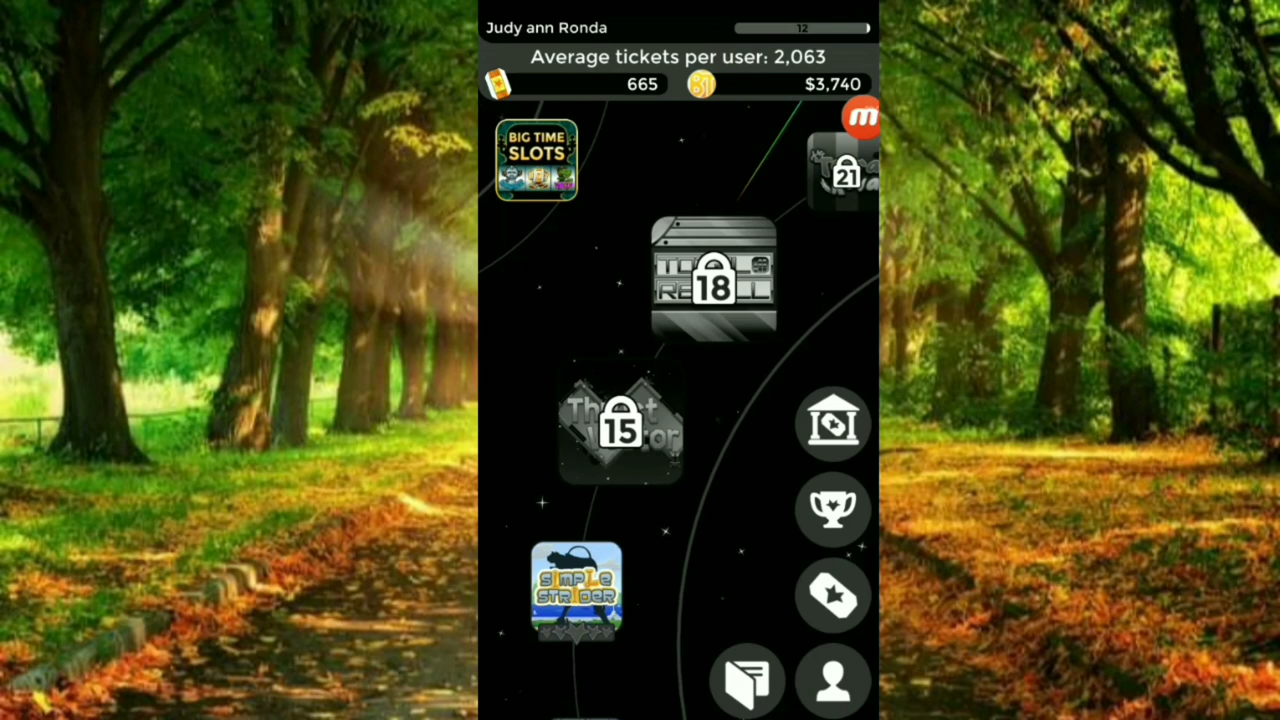 Judy ann Ronda
12
Average tickets per user: 2,063
665
$3,740
m
BIG TIME
SLOTS
21
18
15
SIMPLE
STRIDER